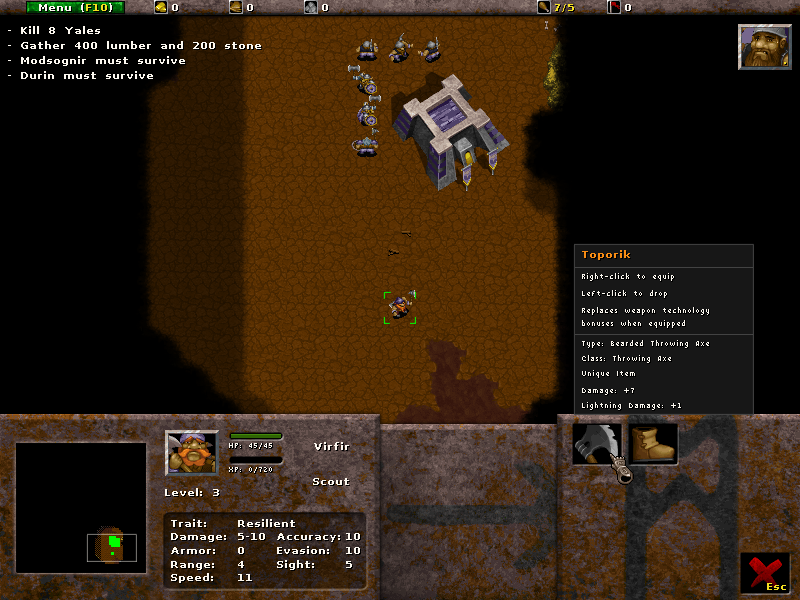 Menu (F10) 0 0 0 7/5 0
- Kill 8 Yales
- Gather 400 lumber and 200 stone
- Modsognir must survive
- Durin must survive
Toporik
Right-click to equip
Left-click to drop
Replaces weapon technology
bonuses when equipped
Type: Bearded Throwing Axe
Class: Throwing Axe
Unique Item
Damage: +7
Lightning Damage: +1
HP: 45/45
Virfir
XP: 0/720
Scout
Level: 3
Trait: Resilient
Damage: 5-10 Accuracy: 10
Armor: 0 Evasion: 10
Range: 4 Sight: 5
Speed: 11
Esc